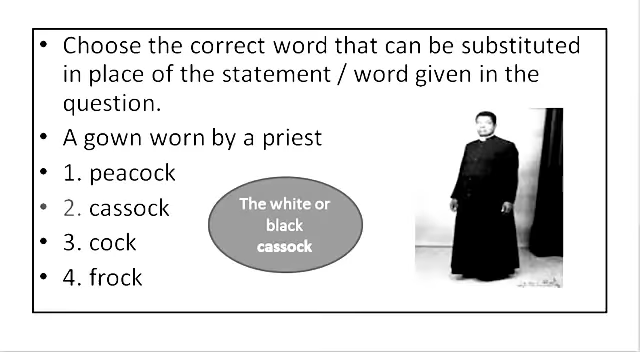 • Choose the correct word that can be substituted
in place of the statement / word given in the
question.
• A gown worn by a priest
• 1. peacock
• 2. cassock
• 3. cock
• 4. frock
The white or
black
cassock